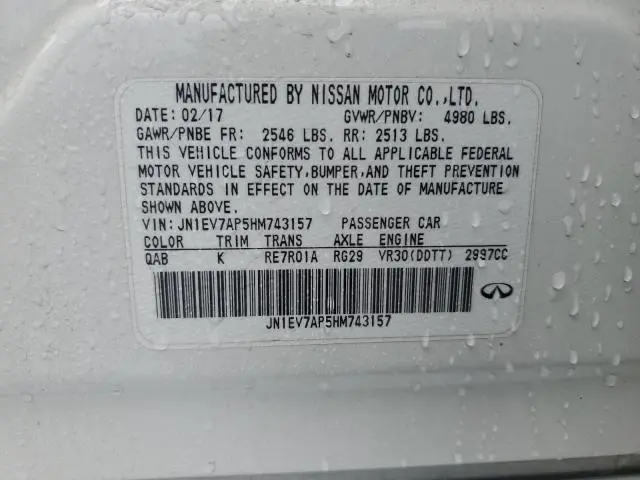 MANUFACTURED BY NISSAN MOTOR CO.,LTD.
DATE: 02/17 GVWR/PNBV: 4980 LBS.
GAWR/PNBE FR: 2546 LBS. RR: 2513 LBS.
THIS VEHICLE CONFORMS TO ALL APPLICABLE FEDERAL
MOTOR VEHICLE SAFETY,BUMPER,AND THEFT PREVENTION
STANDARDS IN EFFECT ON THE DATE OF MANUFACTURE
SHOWN ABOVE.
VIN: JN1EV7AP5HM743157 PASSENGER CAR
COLOR TRIM TRANS AXLE ENGINE
QAB K RE7R01A RG29 VR30(DDTT) 2997CC
JN1EV7AP5HM743157